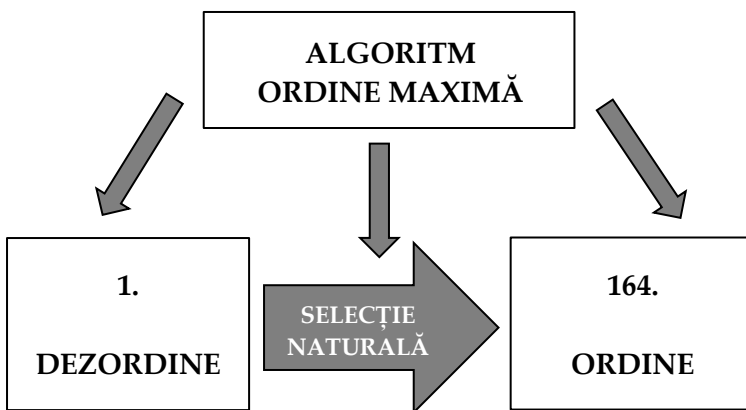 ALGORITM
ORDINE MAXIMĂ
1.
DEZORDINE
SELECȚIE
NATURALĂ
164.
ORDINE